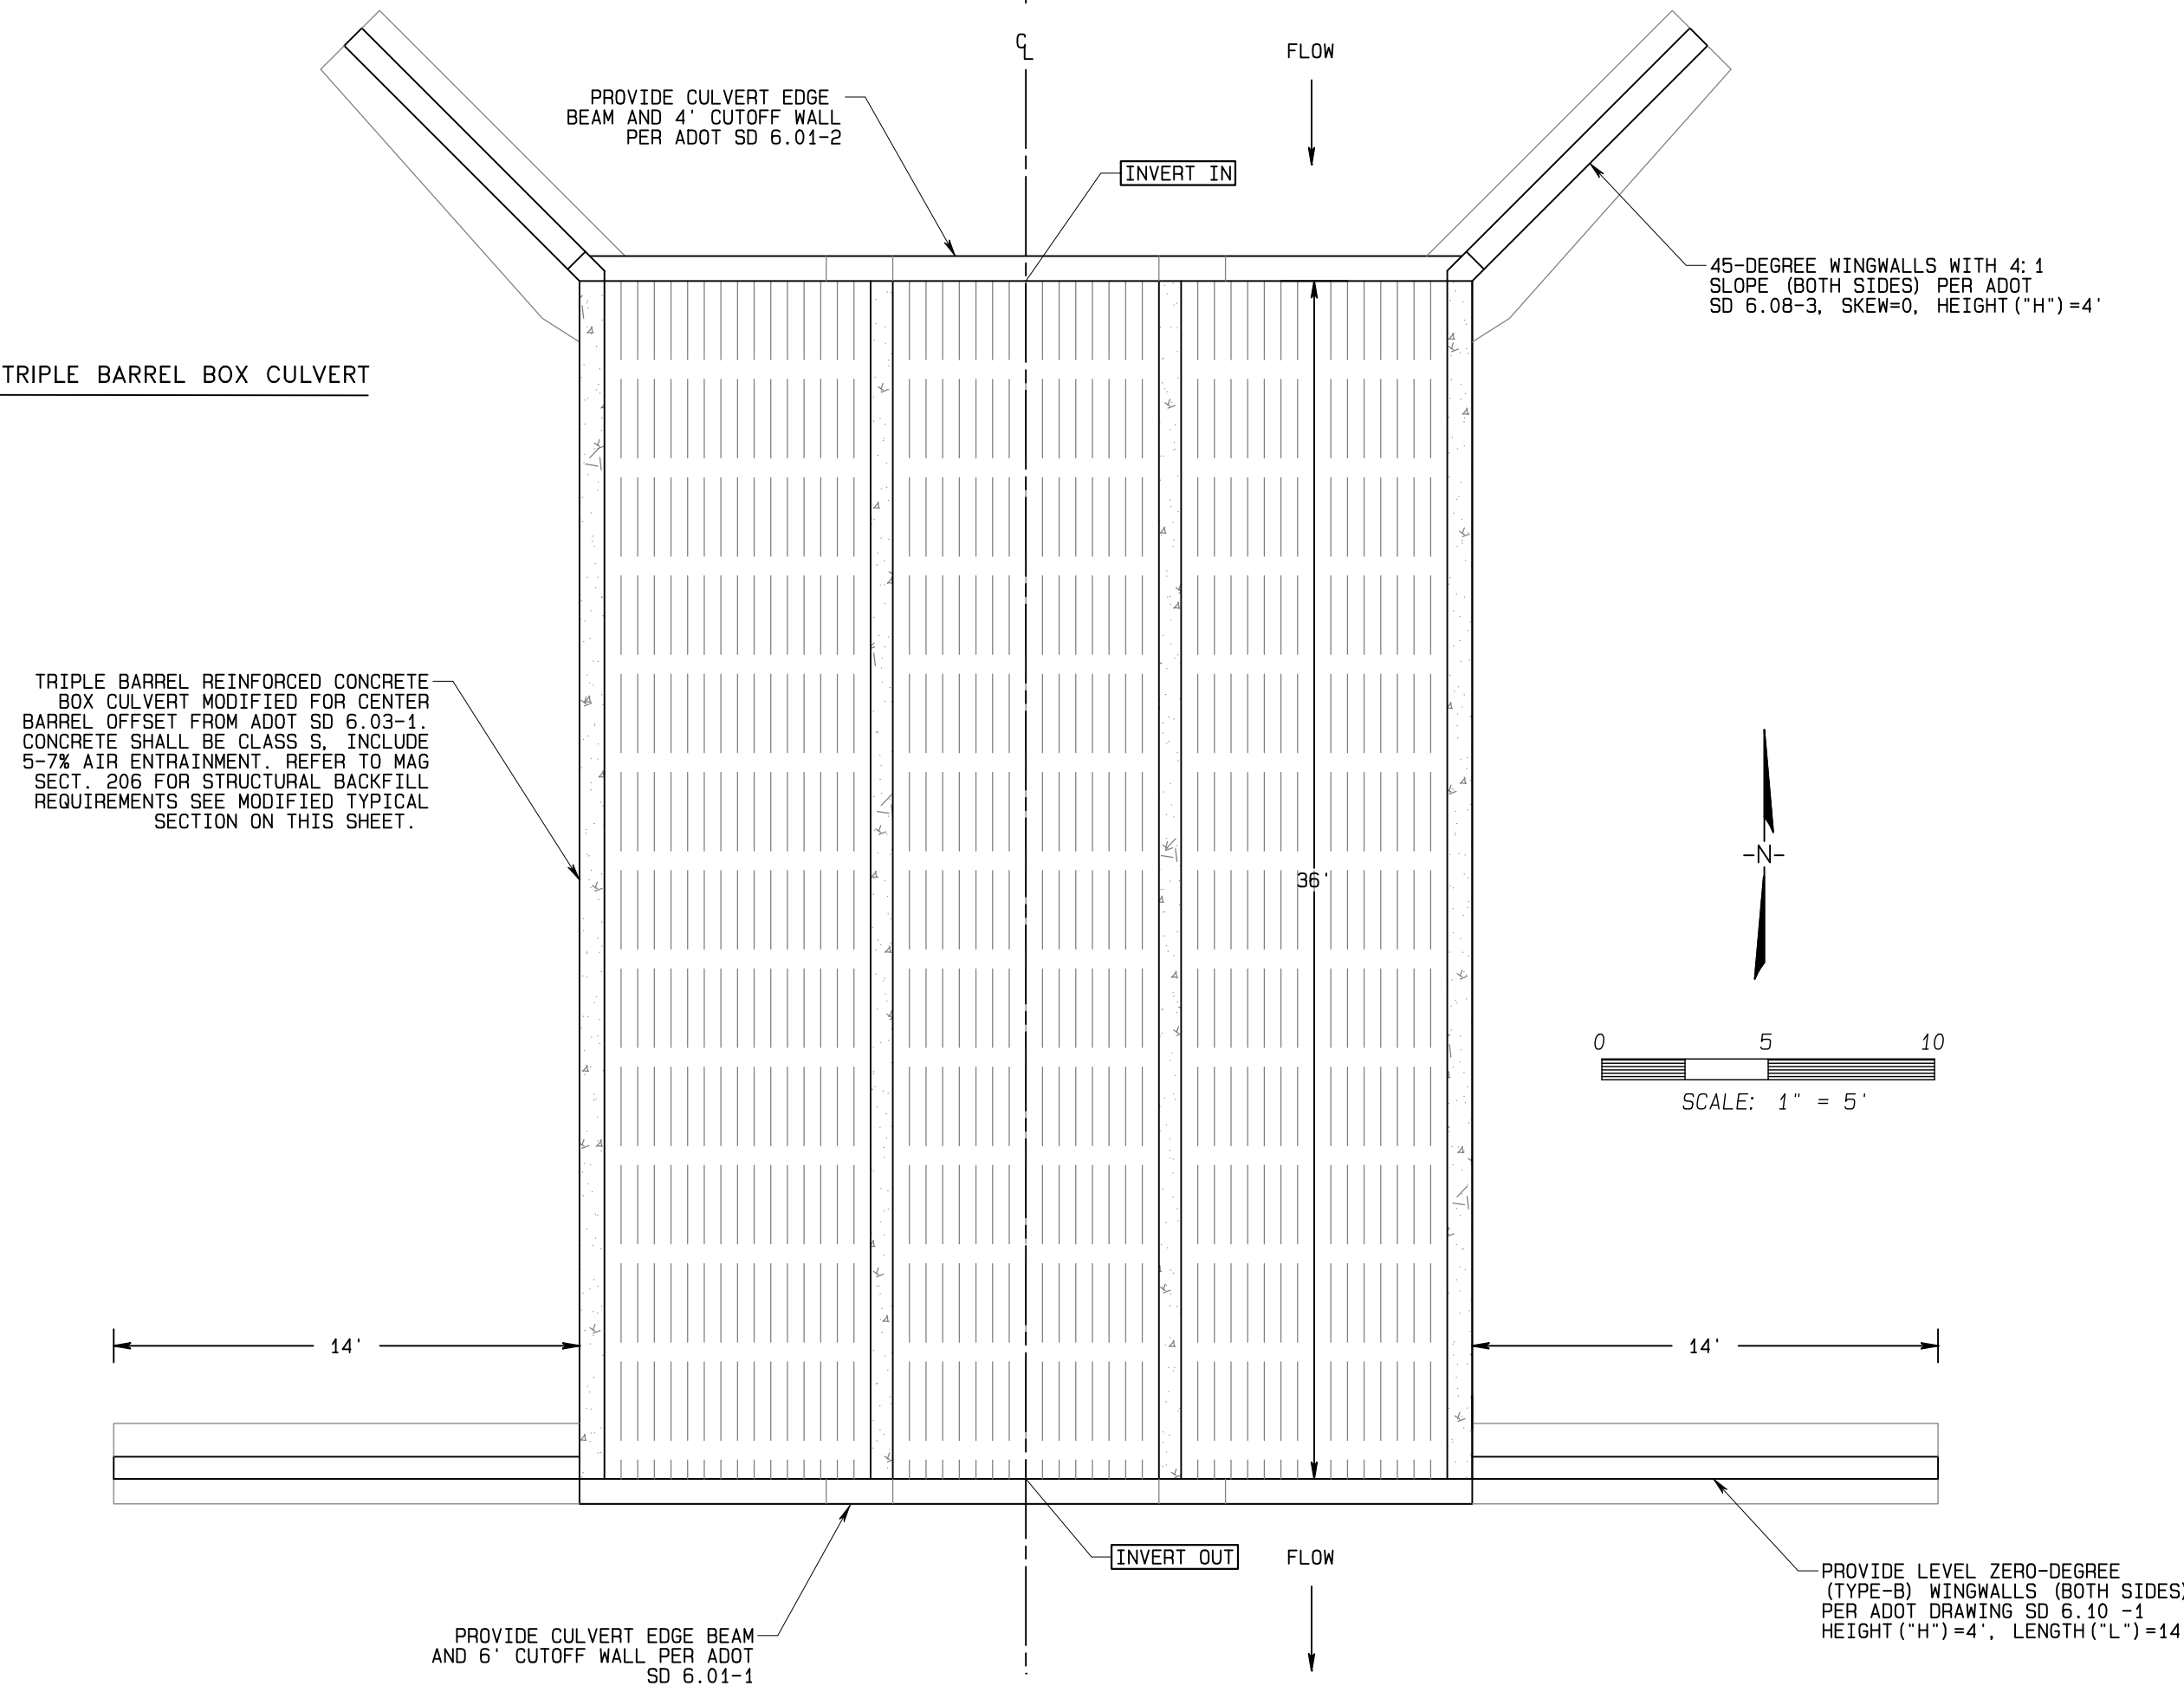 CL
FLOW
PROVIDE CULVERT EDGE
BEAM AND 4' CUTOFF WALL
PER ADOT SD 6.01-2
INVERT IN
45-DEGREE WINGWALLS WITH 4:1
SLOPE (BOTH SIDES) PER ADOT
SD 6.08-3, SKEW=0, HEIGHT("H")=4'
TRIPLE BARREL BOX CULVERT
TRIPLE BARREL REINFORCED CONCRETE
BOX CULVERT MODIFIED FOR CENTER
BARREL OFFSET FROM ADOT SD 6.03-1.
CONCRETE SHALL BE CLASS S, INCLUDE
5-7% AIR ENTRAINMENT. REFER TO MAG
SECT. 206 FOR STRUCTURAL BACKFILL
REQUIREMENTS SEE MODIFIED TYPICAL
SECTION ON THIS SHEET.
36'
-N-
0 5 10
SCALE: 1" = 5'
14'
14'
INVERT OUT
FLOW
PROVIDE LEVEL ZERO-DEGREE
(TYPE-B) WINGWALLS (BOTH SIDES)
PER ADOT DRAWING SD 6.10 -1
HEIGHT("H")=4', LENGTH("L")=14
PROVIDE CULVERT EDGE BEAM
AND 6' CUTOFF WALL PER ADOT
SD 6.01-1